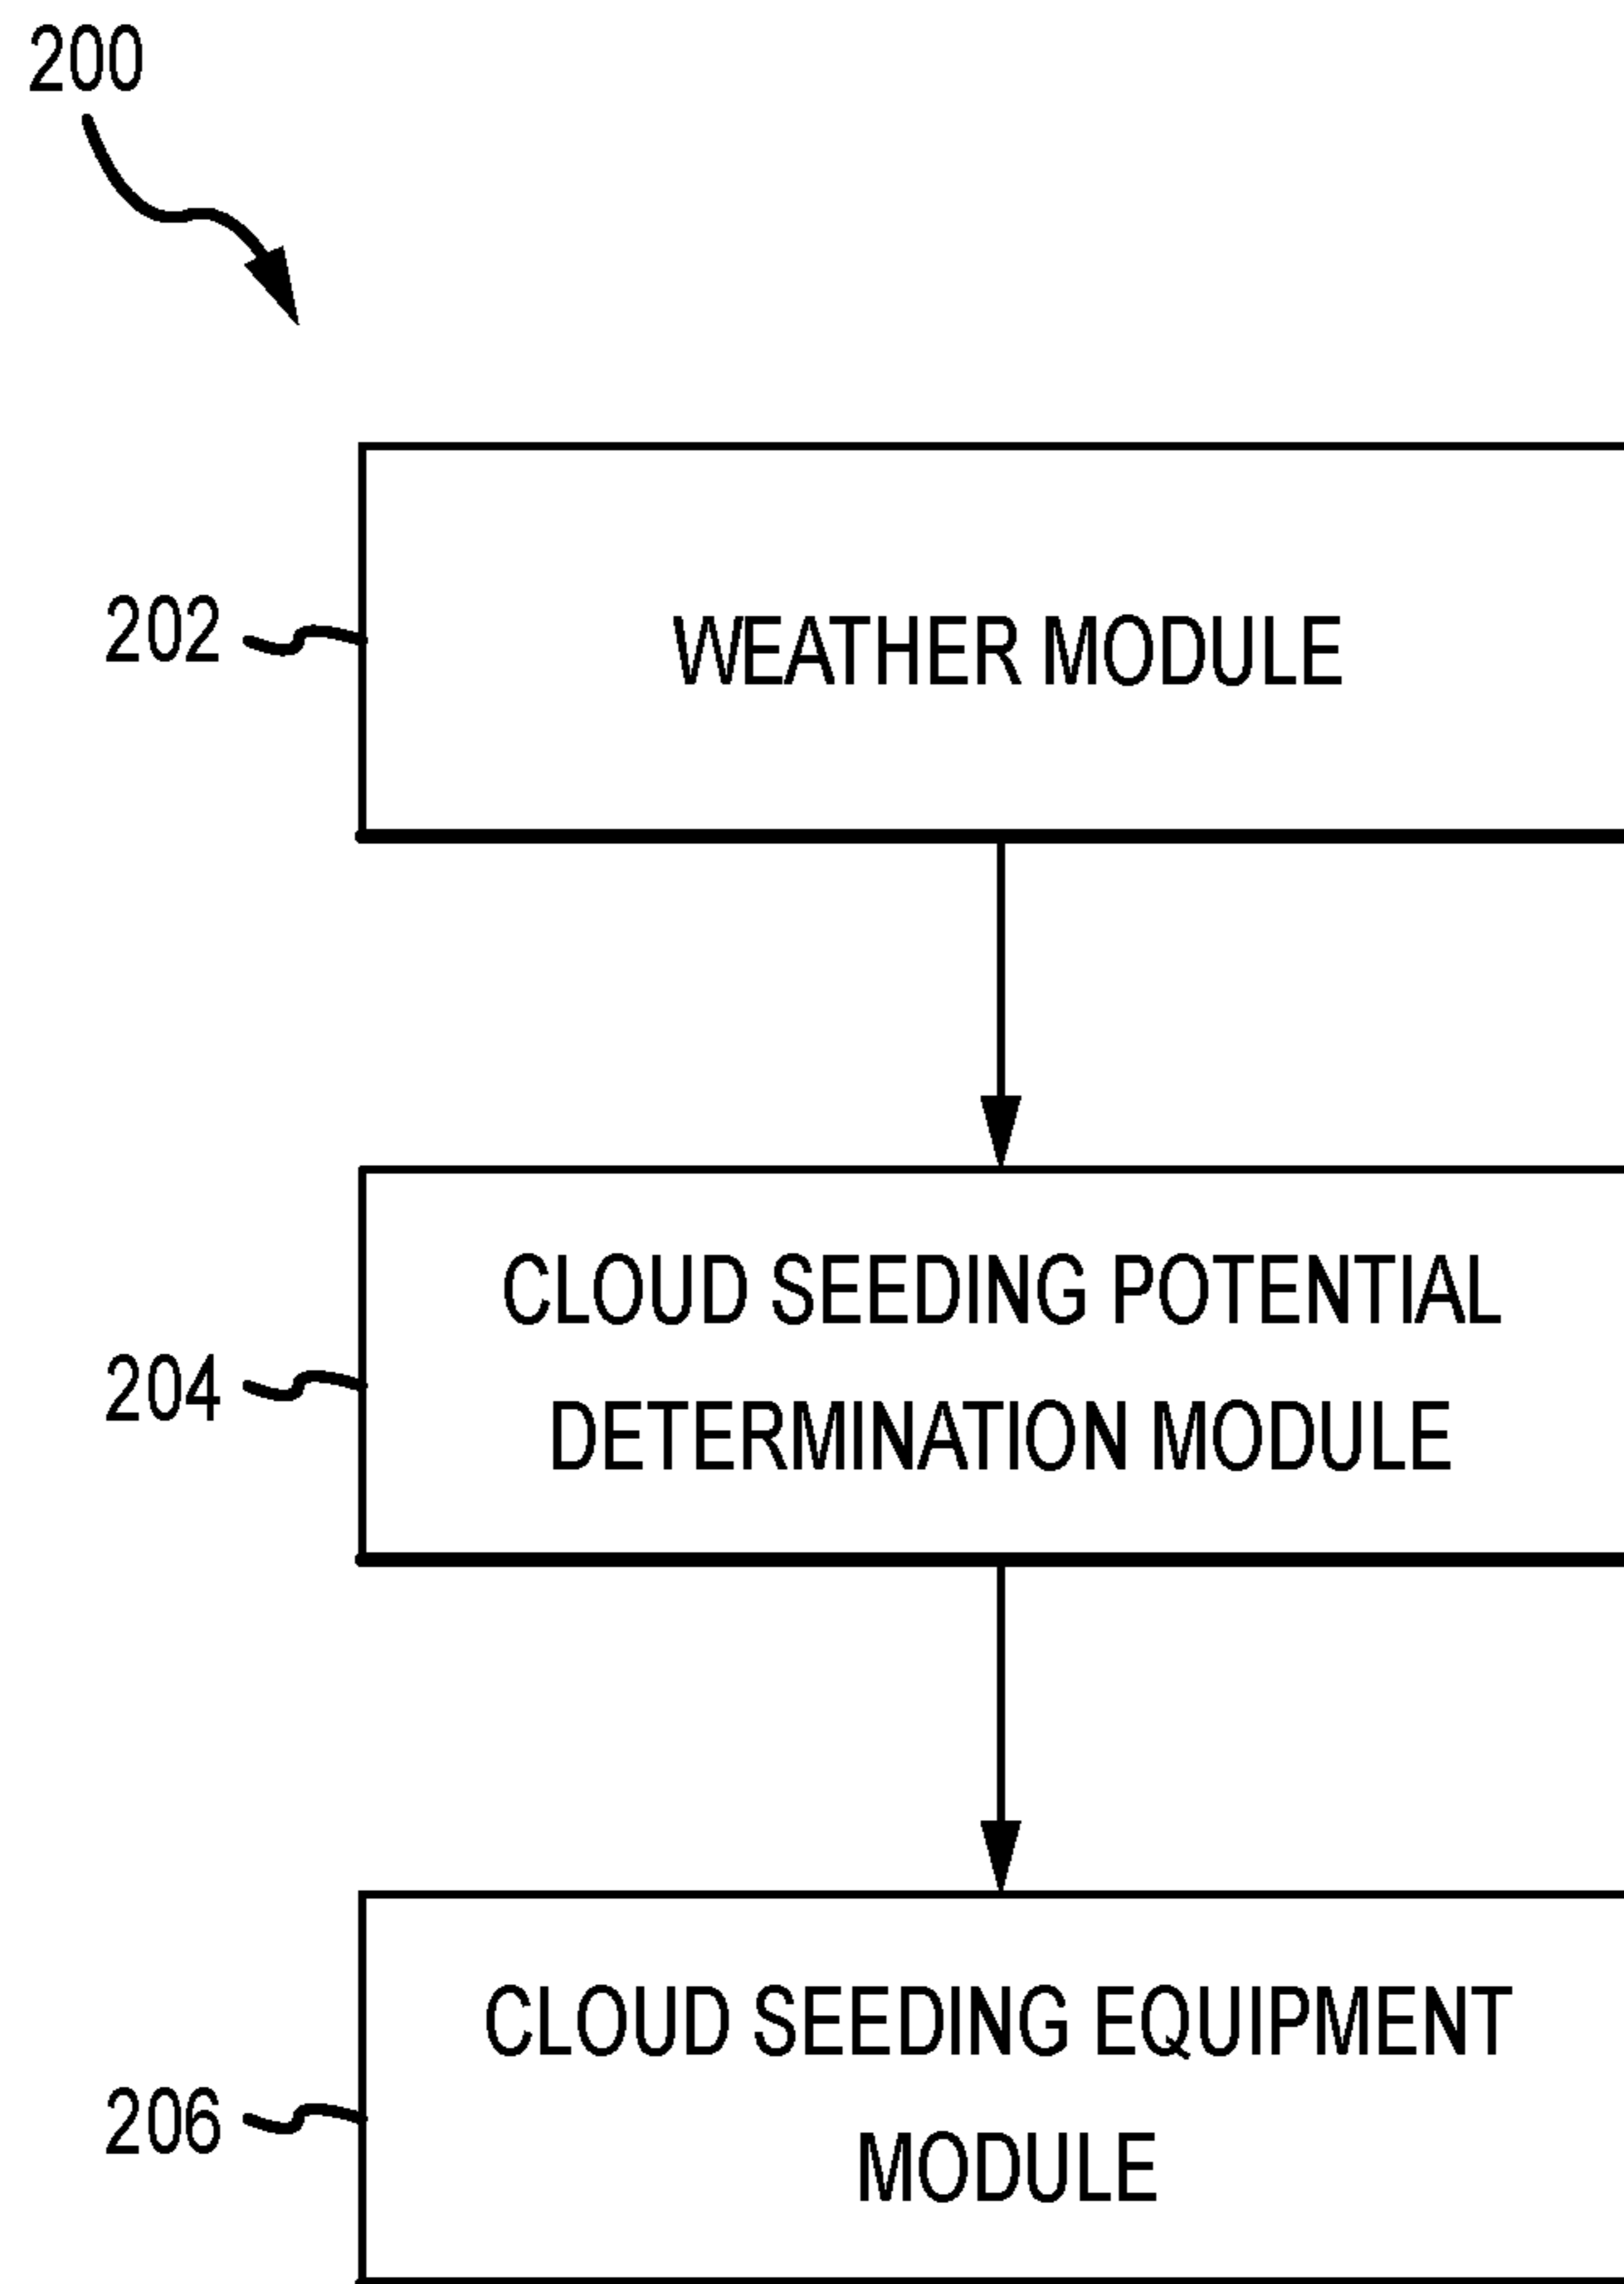 200
202
WEATHER MODULE
CLOUD SEEDING POTENTIAL
204
DETERMINATION MODULE
CLOUD SEEDING EQUIPMENT
206
MODULE